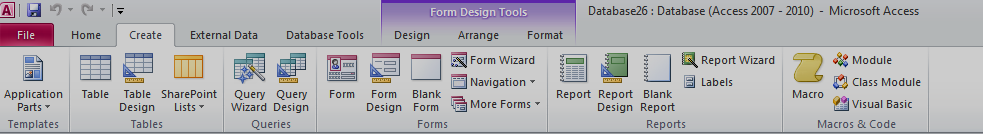 Form Design Tools
Database26 : Database (Access 2007 - 2010) - Microsoft Access
File Home Create External Data Database Tools Design Arrange Format
Application Parts
Table
Table Design
SharePoint Lists
Query Wizard
Query Design
Form
Form Design
Blank Form
Form Wizard
Navigation
More Forms
Report
Report Design
Blank Report
Report Wizard
Labels
Macro
Module
Class Module
Visual Basic
Templates Tables Queries Forms Reports Macros & Code